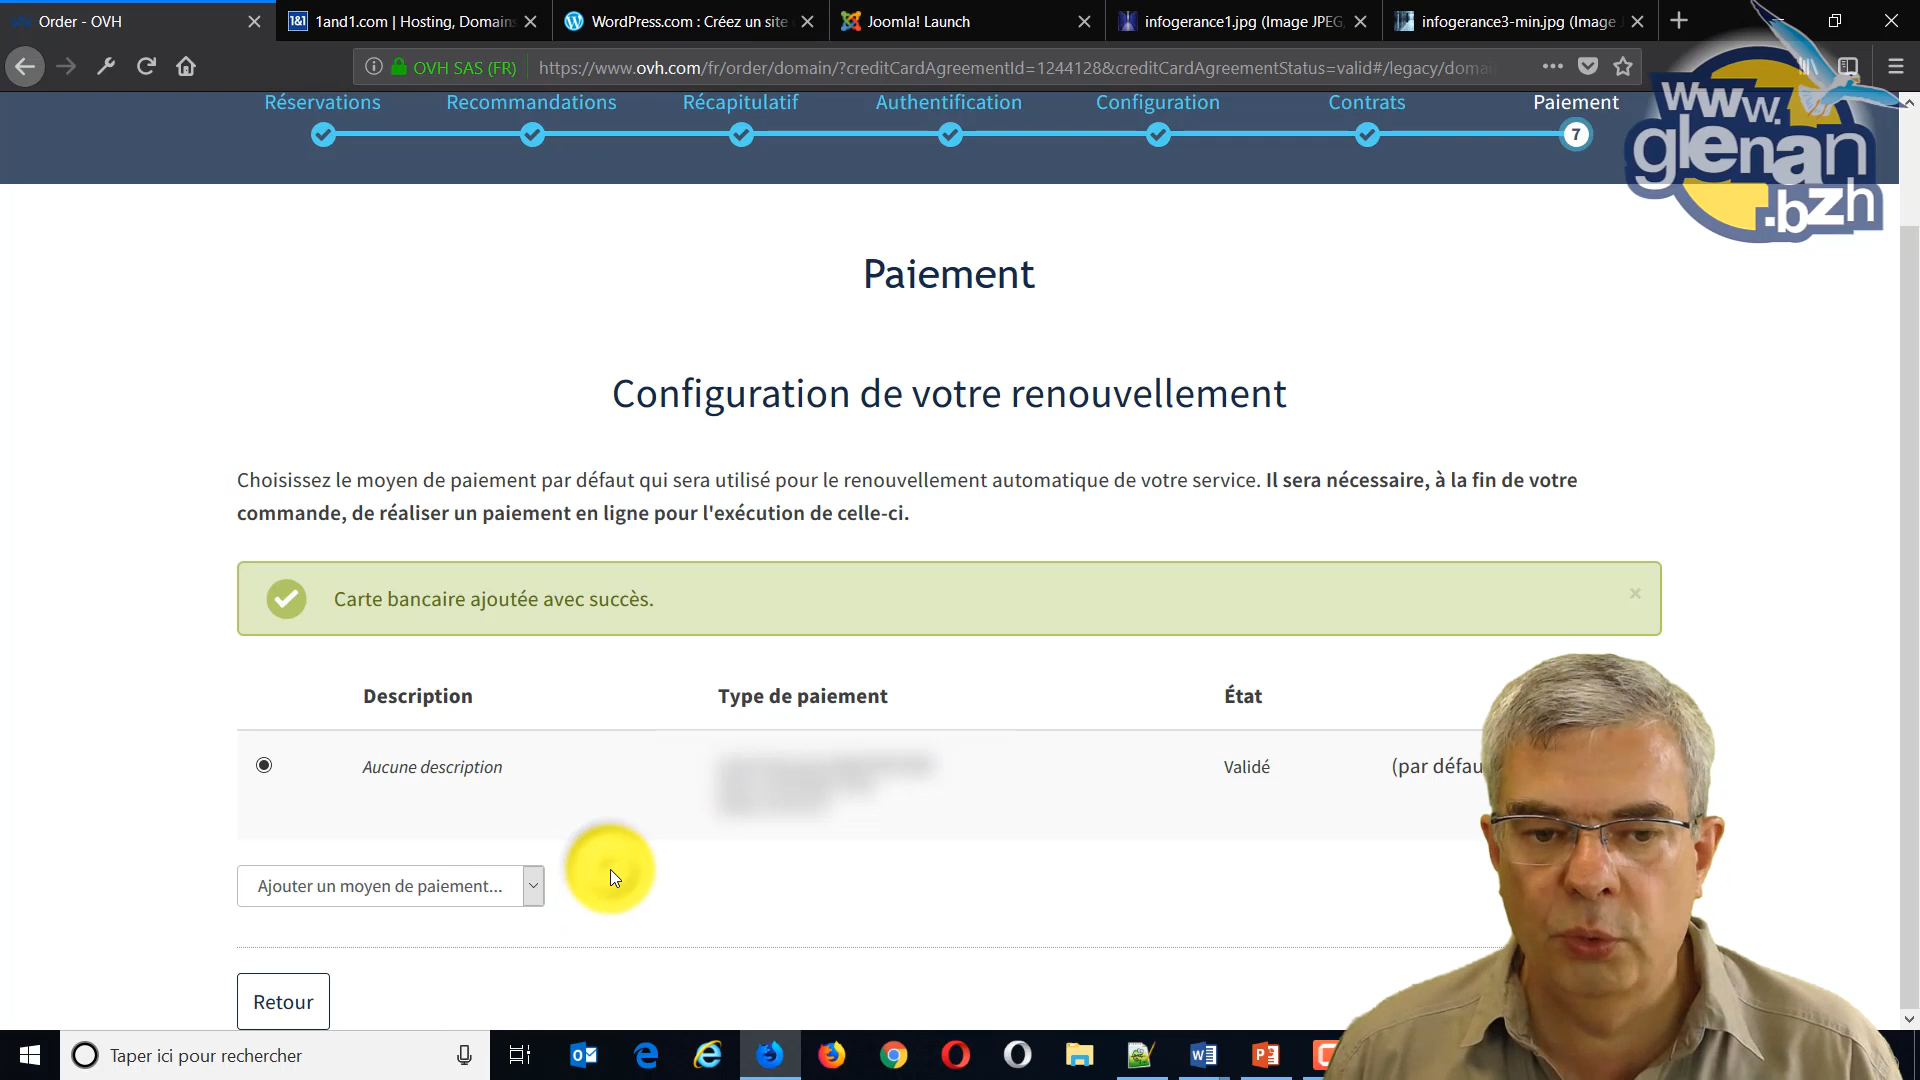 Order - OVH
1and1.com | Hosting, Domains
WordPress.com : Créez un site
Joomla! Launch
infogerance1.jpg (Image JPEG,
infogerance3-min.jpg (Image J
OVH SAS (FR)
https://www.ovh.com/fr/order/domain/?creditCardAgreementId=1244128&creditCardAgreementStatus=valid#/legacy/domai
www.
glenan
.bzh
Réservations
Recommandations
Récapitulatif
Authentification
Configuration
Contrats
Paiement
7
Paiement
Configuration de votre renouvellement
Choisissez le moyen de paiement par défaut qui sera utilisé pour le renouvellement automatique de votre service. Il sera nécessaire, à la fin de votre
commande, de réaliser un paiement en ligne pour l'exécution de celle-ci.
Carte bancaire ajoutée avec succès.
Description
Type de paiement
État
Aucune description
Validé
(par défau
Ajouter un moyen de paiement...
Retour
Taper ici pour rechercher